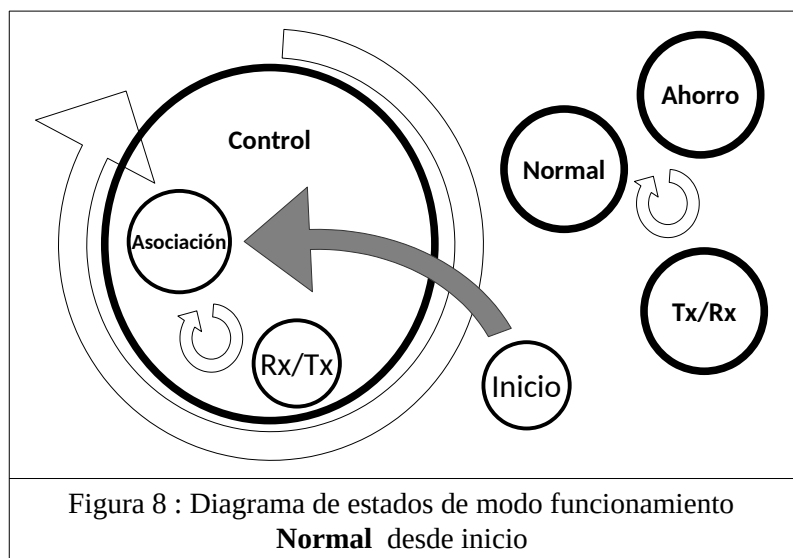 Ahorro
Control
Normal
Asociación
Tx/Rx
Rx/Tx
Inicio
Figura 8 : Diagrama de estados de modo funcionamiento
Normal desde inicio